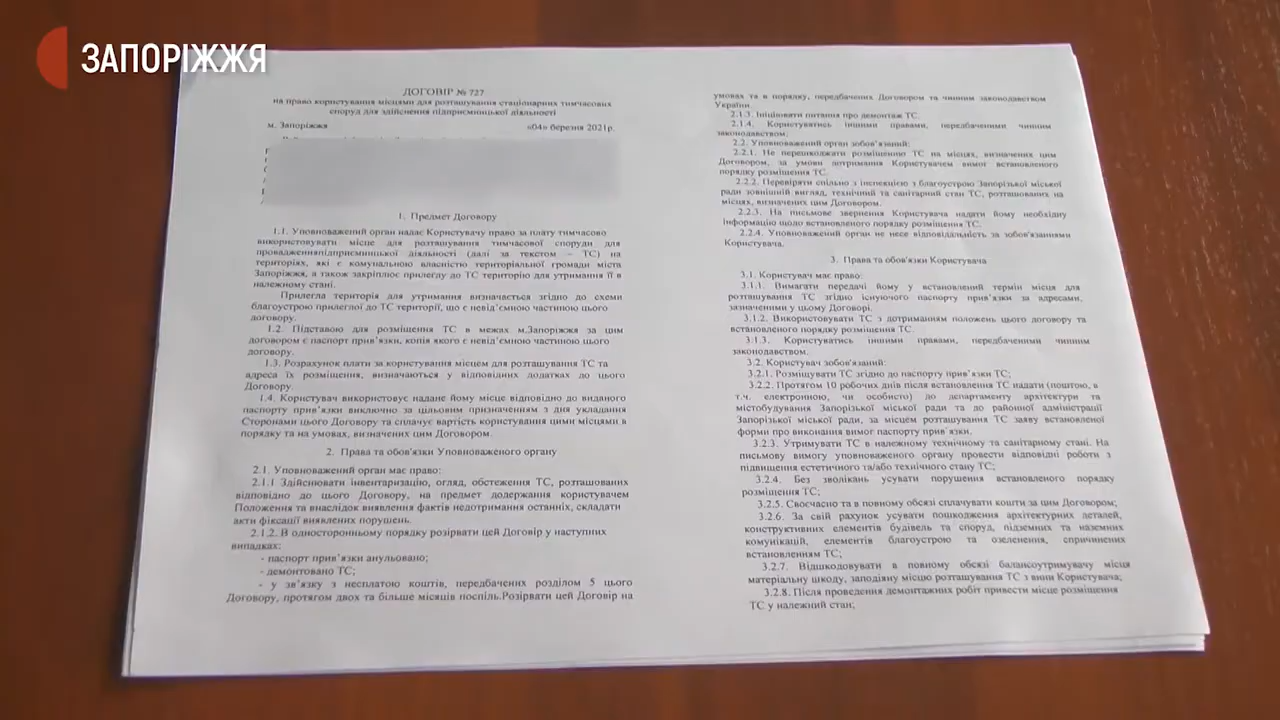 ЗАПОРІЖЖЯ
ДОГОВІР № 727
на право користування місцями для розташування стаціонарних тимчасових
споруд для здійснення підприємницької діяльності
м. Запоріжжя «04» березня 2021р.
1. Предмет Договору
1.1. Уповноважений орган надає Користувачу право за плату тимчасово
використовувати місце для розташування тимчасової споруди для
провадженняпідприємницької діяльності (далі за текстом – ТС) на
територіях, які є комунальною власністю територіальної громади міста
Запоріжжя, а також закріплює прилеглу до ТС територію для утримання її в
належному стані.
Прилегла територія для утримання визначається згідно до схеми
благоустрою прилеглої до ТС території, що є невід'ємною частиною цього
договору.
1.2. Підставою для розміщення ТС в межах м.Запоріжжя за цим
договором є паспорт прив'язки, копія якого є невід'ємною частиною цього
договору.
1.3. Розрахунок плати за користування місцем для розташування ТС та
адреса їх розміщення, визначаються у відповідних додатках до цього
Договору.
1.4. Користувач використовує надане йому місце відповідно до виданого
паспорту прив'язки виключно за цільовим призначенням з дня укладання
Сторонами цього Договору та сплачує вартість користування цими місцями в
порядку та на умовах, визначених цим Договором.
2. Права та обов'язки Уповноваженого органу
2.1. Уповноважений орган має право:
2.1.1 Здійснювати інвентаризацію, огляд, обстеження ТС, розташованих
відповідно до цього Договору, на предмет додержання користувачем
Положення та внаслідок виявлення фактів недотримання останніх, складати
акти фіксації виявлених порушень.
2.1.2. В односторонньому порядку розірвати цей Договір у наступних
випадках:
- паспорт прив'язки анульовано;
- демонтовано ТС;
- у зв'язку з несплатою коштів, передбачених розділом 5 цього
Договору, протягом двох та більше місяців поспіль.Розірвати цей Договір на
умовах та в порядку, передбачених Договором та чинним законодавством
України.
2.1.3. Ініціювати питання про демонтаж ТС.
2.1.4. Користуватись іншими правами, передбаченими чинним
законодавством.
2.2. Уповноважений орган зобов'язаний:
2.2.1. Не перешкоджати розміщенню ТС на місцях, визначених цим
Договором, за умови дотримання Користувачем вимог встановленого
порядку розміщення ТС.
2.2.2. Перевіряти спільно з інспекцією з благоустрою Запорізької міської
ради зовнішній вигляд, технічний та санітарний стан ТС, розташованих на
місцях, визначених цим Договором.
2.2.3. На письмове звернення Користувача надати йому необхідну
інформацію щодо встановленого порядку розміщення ТС.
2.2.4. Уповноважений орган не несе відповідальність за зобов'язаннями
Користувача.
3. Права та обов'язки Користувача
3.1. Користувач має право:
3.1.1. Вимагати передачі йому у встановлений термін місця для
розташування ТС згідно існуючого паспорту прив'язки за адресами,
зазначеними у цьому Договорі.
3.1.2. Використовувати ТС з дотриманням положень цього договору та
встановленого порядку розміщення ТС.
3.1.3. Користуватись іншими правами, передбаченими чинним
законодавством.
3.2. Користувач зобов'язаний:
3.2.1. Розміщувати ТС згідно до паспорту прив'язки ТС;
3.2.2. Протягом 10 робочих днів після встановлення ТС надати (поштою, в
т.ч. електронною, чи особисто) до департаменту архітектури та
містобудування Запорізької міської ради та до районної адміністрації
Запорізької міської ради, за місцем розташування ТС заяву встановленої
форми про виконання вимог паспорту прив'язки.
3.2.3. Утримувати ТС в належному технічному та санітарному стані. На
письмову вимогу уповноваженого органу провести відповідні роботи з
підвищення естетичного та/або технічного стану ТС;
3.2.4. Без зволікань усувати порушення встановленого порядку
розміщення ТС;
3.2.5. Своєчасно та в повному обсязі сплачувати кошти за цим Договором;
3.2.6. За свій рахунок усувати пошкодження архітектурних деталей,
конструктивних елементів будівель та споруд, підземних та наземних
комунікацій, елементів благоустрою та озеленення, спричинених
встановленням ТС;
3.2.7. Відшкодовувати в повному обсязі балансоутримувачу місця
матеріальну шкоду, заподіяну місцю розташування ТС з вини Користувача;
3.2.8. Після проведення демонтажних робіт привести місце розміщення
ТС у належний стан;